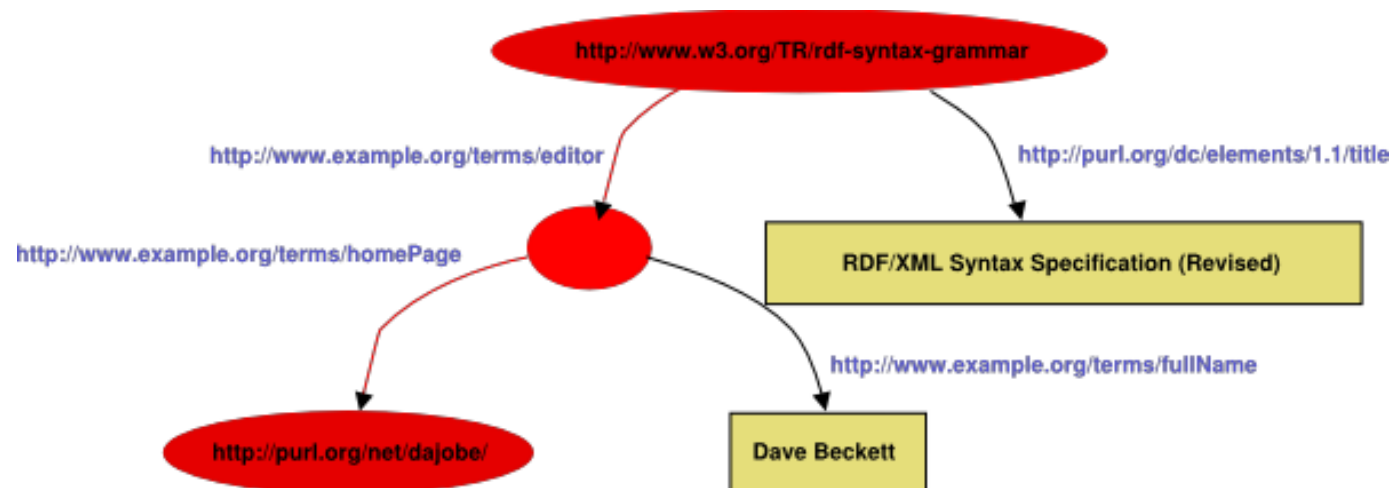 http://www.w3.org/TR/rdf-syntax-grammar
http://www.example.org/terms/editor
http://purl.org/dc/elements/1.1/title
http://www.example.org/terms/homePage
RDF/XML Syntax Specification (Revised)
http://www.example.org/terms/fullName
http://purl.org/net/dajobe/
Dave Beckett